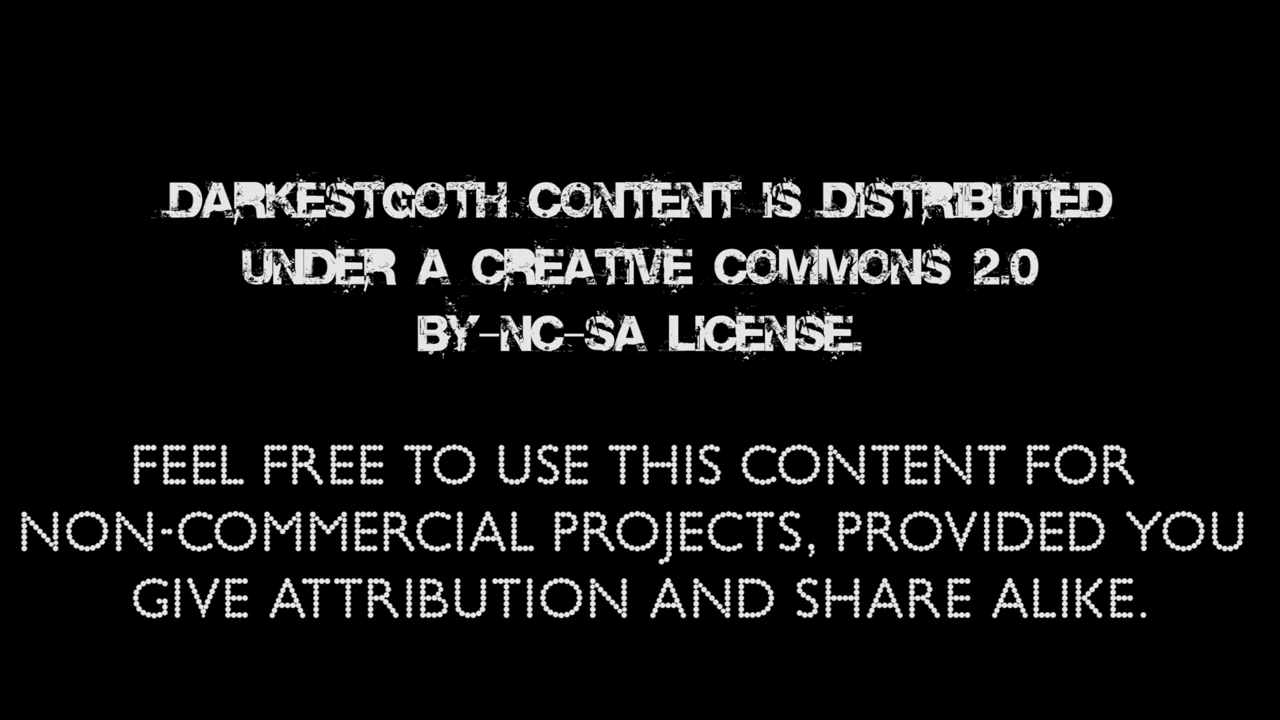 DARKESTGOTH CONTENT IS DISTRIBUTED
UNDER A CREATIVE COMMONS 2.0
BY-NC-SA LICENSE.
FEEL FREE TO USE THIS CONTENT FOR
NON-COMMERCIAL PROJECTS, PROVIDED YOU
GIVE ATTRIBUTION AND SHARE ALIKE.